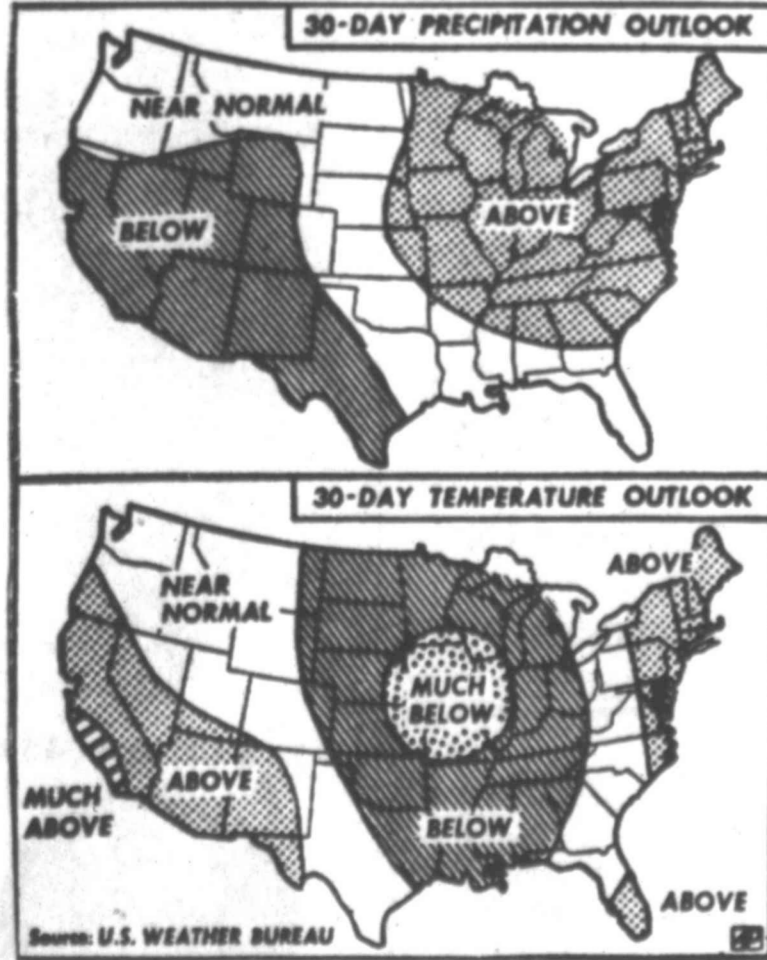 30-DAY PRECIPITATION OUTLOOK
NEAR NORMAL
BELOW
ABOVE
30-DAY TEMPERATURE OUTLOOK
ABOVE
NEAR
NORMAL
MUCH
BELOW
ABOVE
MUCH
ABOVE
BELOW
ABOVE
Source: U.S. WEATHER BUREAU
AP